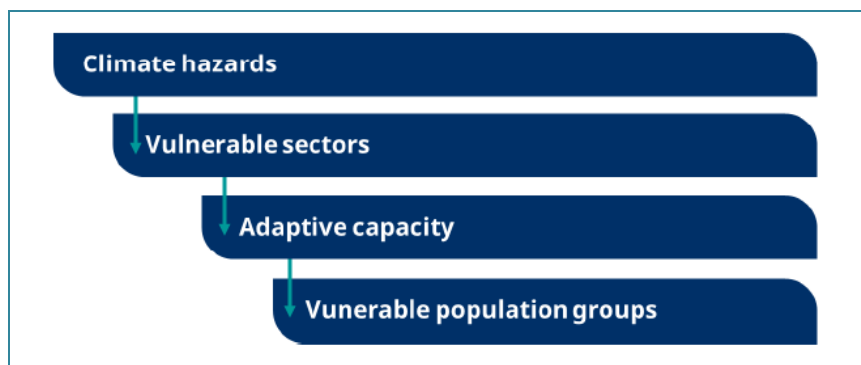 Climate hazards
Vulnerable sectors
Adaptive capacity
Vunerable population groups